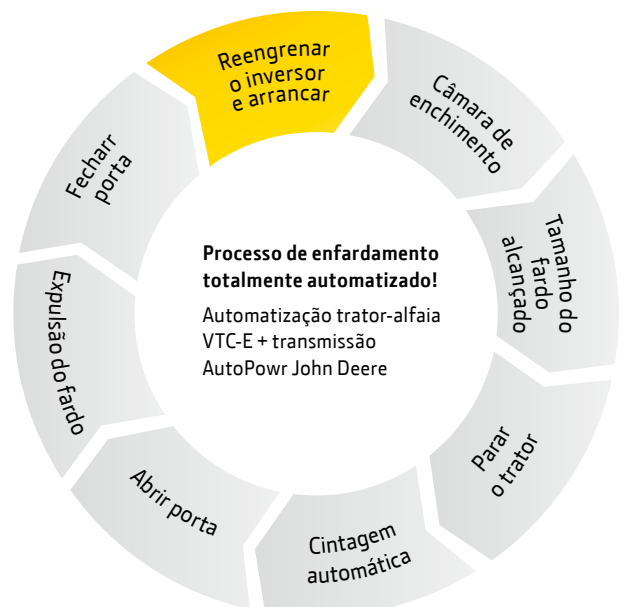 Reengrenar
o inversor
e arrancar
Câmara de
enchimento
Tamanho do
fardo
alcançado
Parar
o trator
Cintagem
automática
Abrir porta
Expulsão do fardo
Fecharr
porta
Processo de enfardamento
totalmente automatizado!
Automatização trator-alfaia
VTC-E + transmissão
AutoPowr John Deere